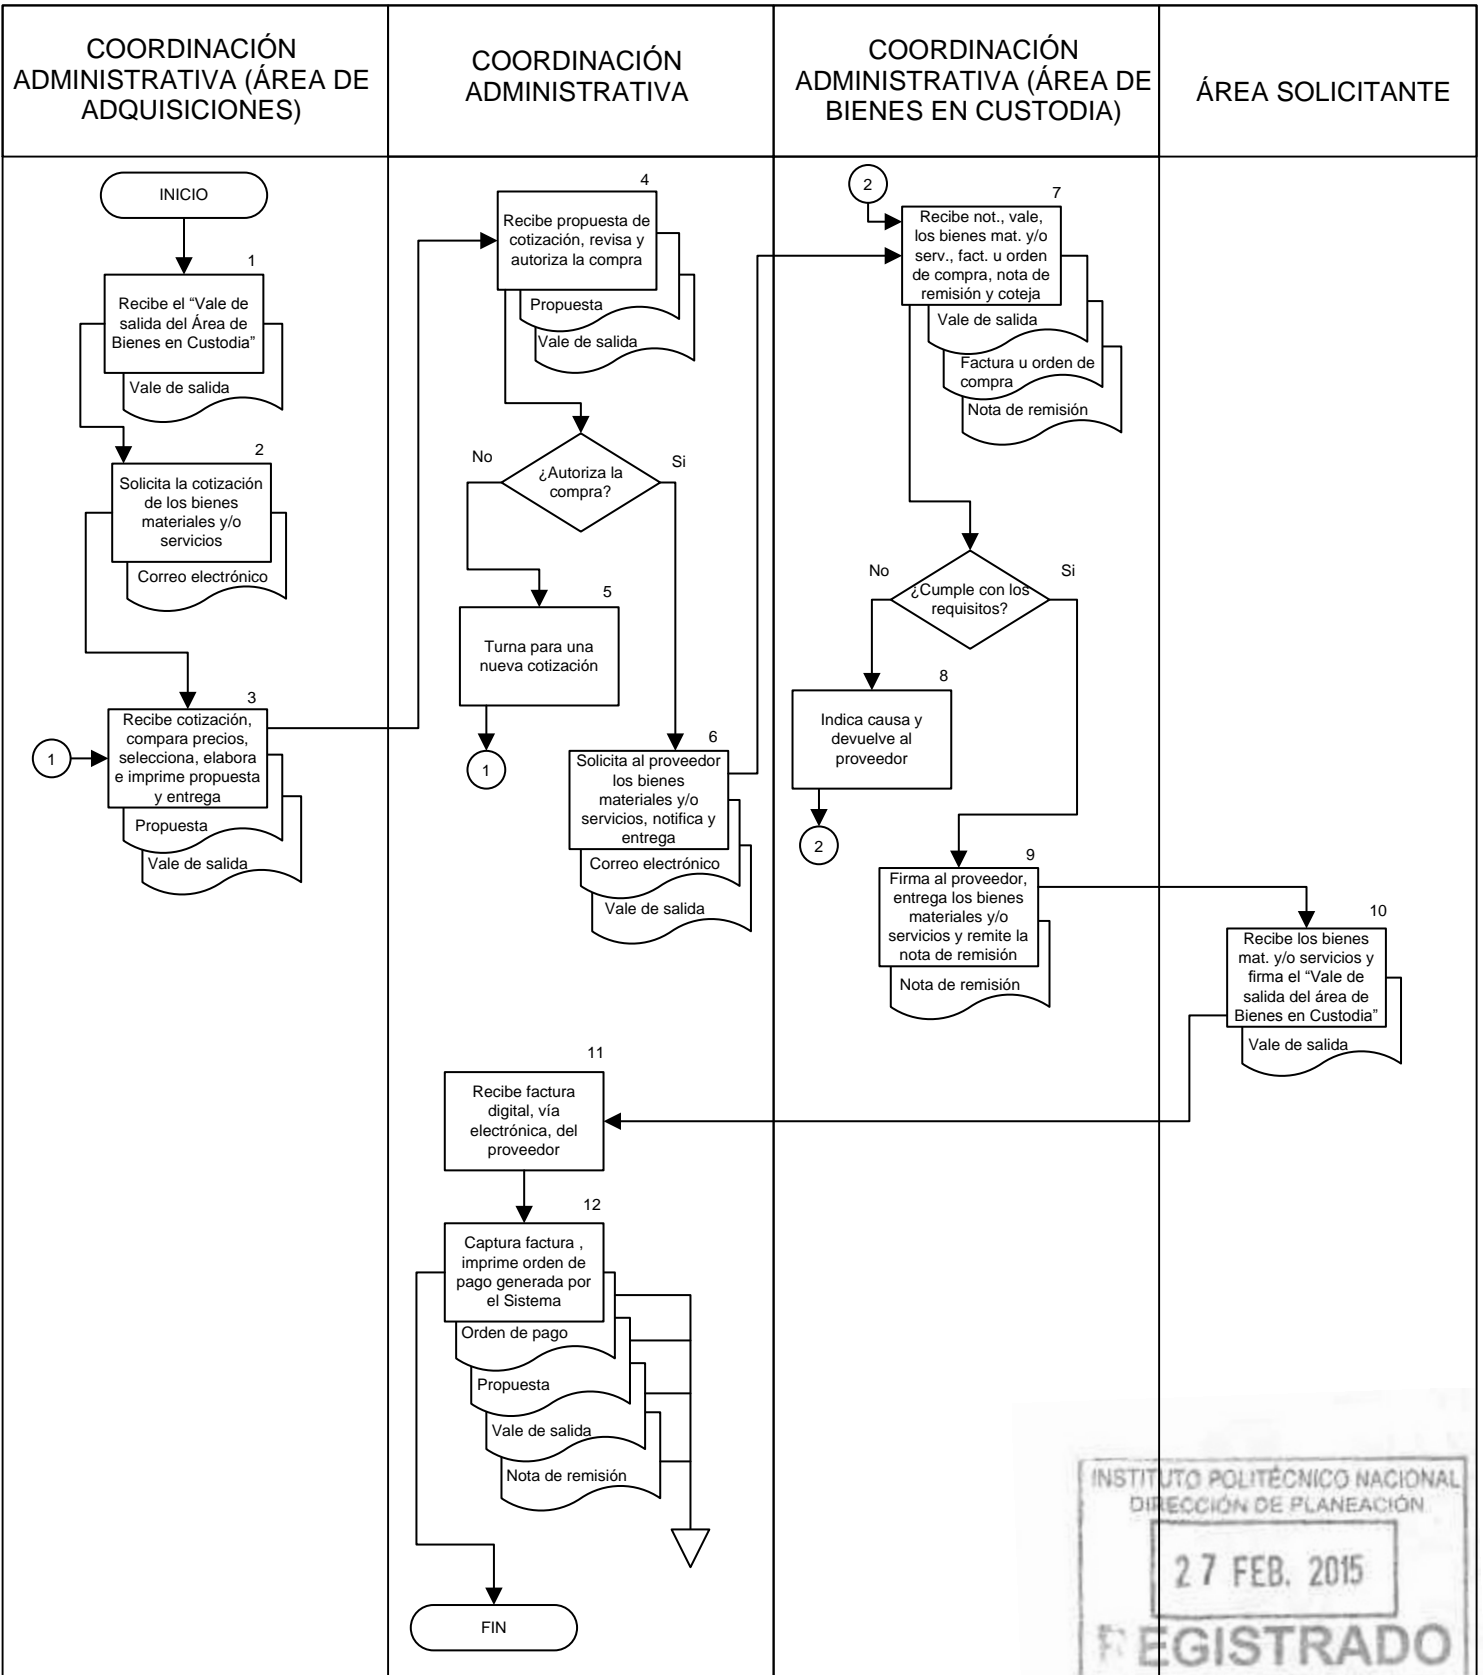 COORDINACIÓN
ADMINISTRATIVA (ÁREA DE
ADQUISICIONES)
COORDINACIÓN
ADMINISTRATIVA
COORDINACIÓN
ADMINISTRATIVA (ÁREA DE
BIENES EN CUSTODIA)
ÁREA SOLICITANTE
INICIO
1
Recibe el “Vale de
salida del Área de
Bienes en Custodia”
Vale de salida
2
Solicita la cotización
de los bienes
materiales y/o
servicios
Correo electrónico
3
1
Recibe cotización,
compara precios,
selecciona, elabora
e imprime propuesta
y entrega
Propuesta
Vale de salida
4
Recibe propuesta de
cotización, revisa y
autoriza la compra
Propuesta
Vale de salida
No
¿Autoriza la
compra?
Si
5
Turna para una
nueva cotización
1
6
Solicita al proveedor
los bienes
materiales y/o
servicios, notifica y
entrega
Correo electrónico
Vale de salida
2
7
Recibe not., vale,
los bienes mat. y/o
serv., fact. u orden
de compra, nota de
remisión y coteja
Vale de salida
Factura u orden de
compra
Nota de remisión
No
¿Cumple con los
requisitos?
Si
8
Indica causa y
devuelve al
proveedor
2
9
Firma al proveedor,
entrega los bienes
materiales y/o
servicios y remite la
nota de remisión
Nota de remisión
10
Recibe los bienes
mat. y/o servicios y
firma el “Vale de
salida del área de
Bienes en Custodia”
Vale de salida
11
Recibe factura
digital, vía
electrónica, del
proveedor
12
Captura factura ,
imprime orden de
pago generada por
el Sistema
Orden de pago
Propuesta
Vale de salida
Nota de remisión
FIN
INSTITUTO POLITÉCNICO NACIONAL
DIRECCIÓN DE PLANEACIÓN
27 FEB. 2015
REGISTRADO